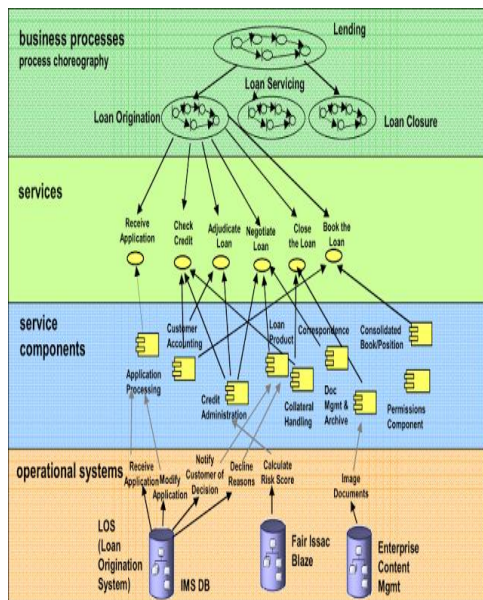 business processes
process choreography
Lending
Loan Servicing
Loan Origination
Loan Closure
services
Receive
Application
Check
Credit
Adjudicate
Loan
Negotiate
Loan
Close
the Loan
Book the
Loan
service
components
Customer
Accounting
Loan
Product
Correspondence
Consolidated
Book/Position
Application
Processing
Credit
Administration
Collateral
Handling
Doc
Mgmt &
Archive
Permissions
Component
operational systems
Receive
Application
Modify
Application
Notify
Customer of
Decision
Decline
Reasons
Calculate
Risk Score
Image
Documents
LOS
(Loan
Origination
System)
IMS DB
Fair Issac
Blaze
Enterprise
Content
Mgmt